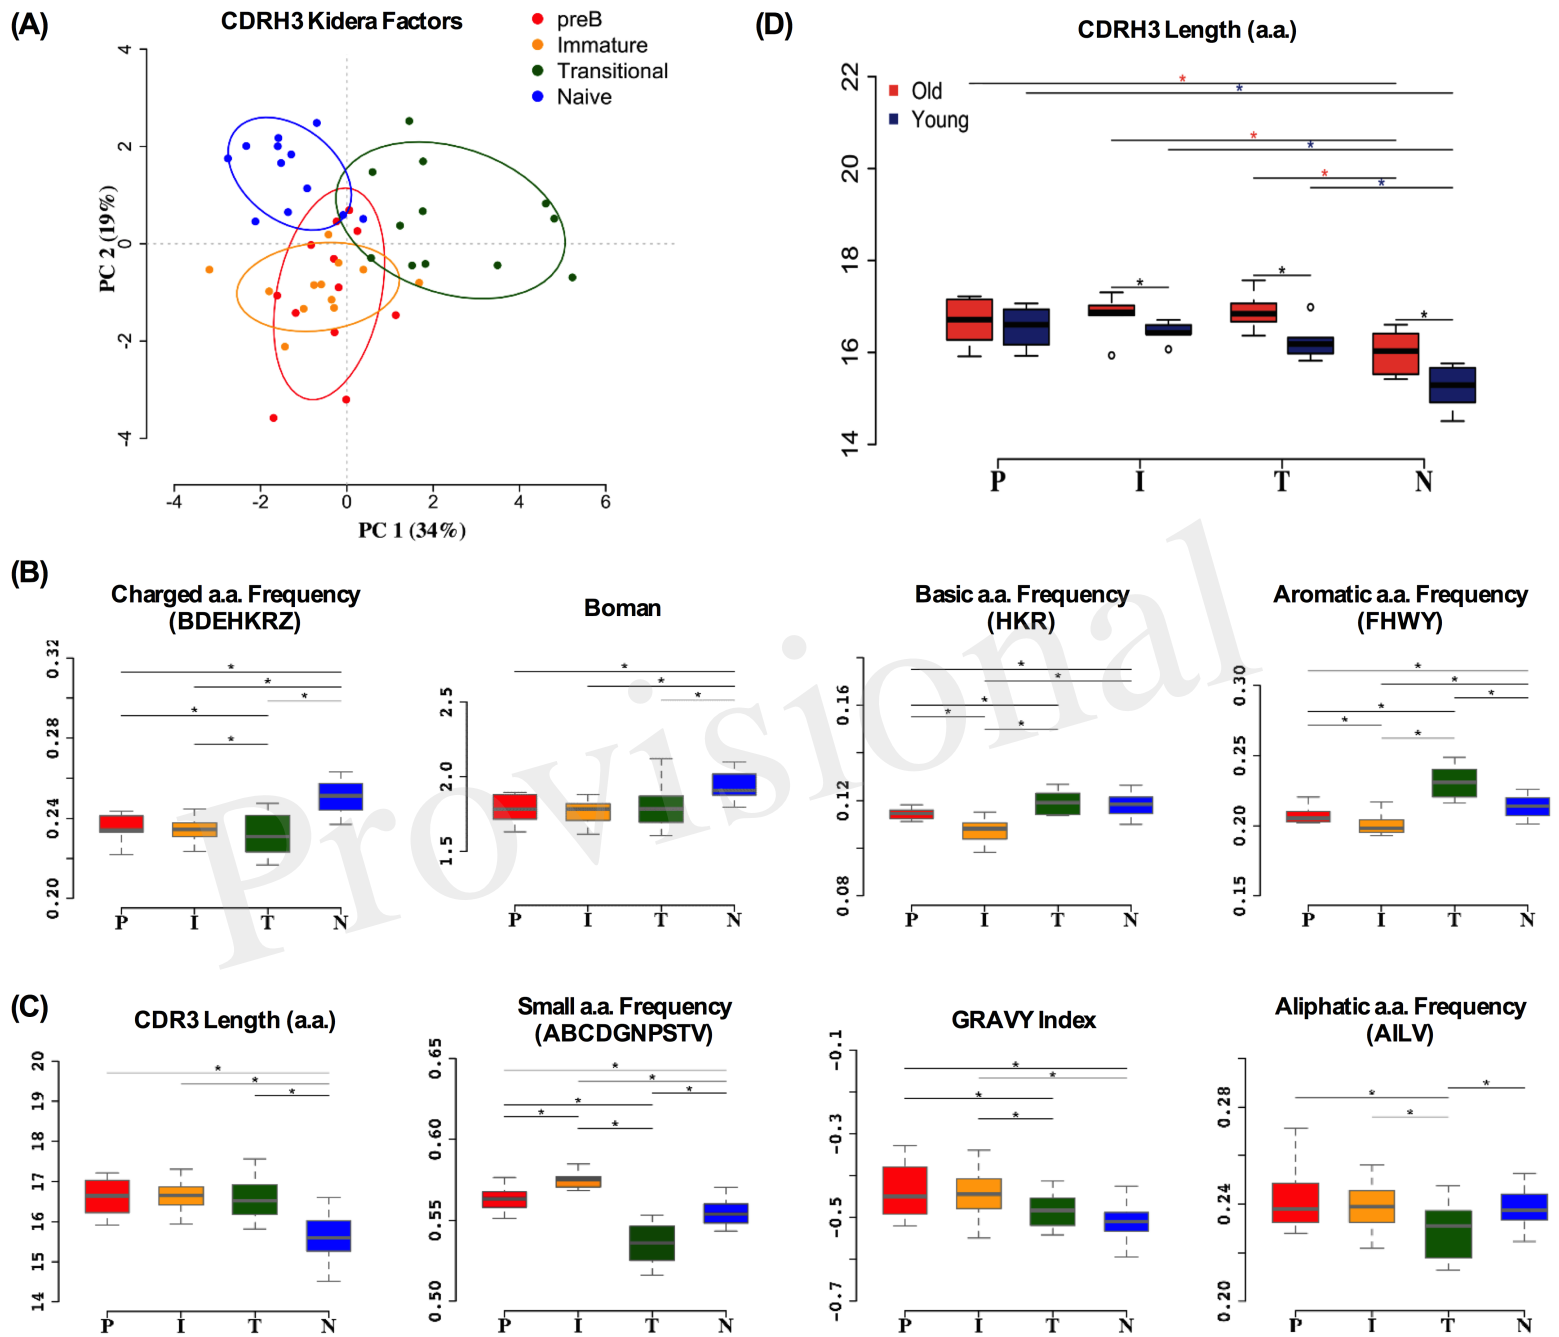 (A)
CDRH3 Kidera Factors
preB
Immature
Transitional
Naive
4
2
0
-2
-4
PC 2 (19%)
-4
-2
0
2
4
6
PC 1 (34%)
(D)
CDRH3 Length (a.a.)
Old
Young
22
20
18
16
14
*
*
*
*
*
*
*
*
*
P
I
T
N
(B)
Charged a.a. Frequency
(BDEHKRZ)
0.32
0.28
0.24
0.20
*
*
*
*
*
P
I
T
N
Boman
2.5
2.0
1.5
*
*
*
P
I
T
N
Basic a.a. Frequency
(HKR)
0.16
0.12
0.08
*
*
*
*
*
P
I
T
N
Aromatic a.a. Frequency
(FHWY)
0.30
0.25
0.20
0.15
*
*
*
*
*
*
P
I
T
N
(C)
CDR3 Length (a.a.)
20
19
18
17
16
15
14
*
*
*
P
I
T
N
Small a.a. Frequency
(ABCDGNPSTV)
0.65
0.60
0.55
0.50
*
*
*
*
*
*
P
I
T
N
GRAVY Index
-0.1
-0.3
-0.5
-0.7
*
*
*
*
P
I
T
N
Aliphatic a.a. Frequency
(AILV)
0.28
0.24
0.20
*
*
*
P
I
T
N
Provisional